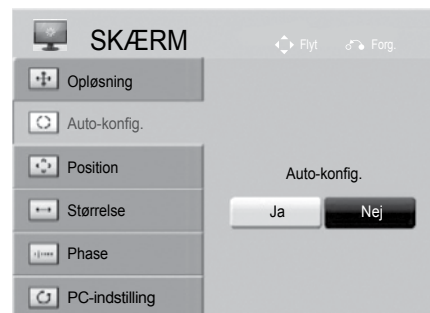 SKÆRM
Flyt
Forg.
Opløsning
Auto-konfig.
Position
Størrelse
Phase
PC-indstilling
Auto-konfig.
Ja
Nej